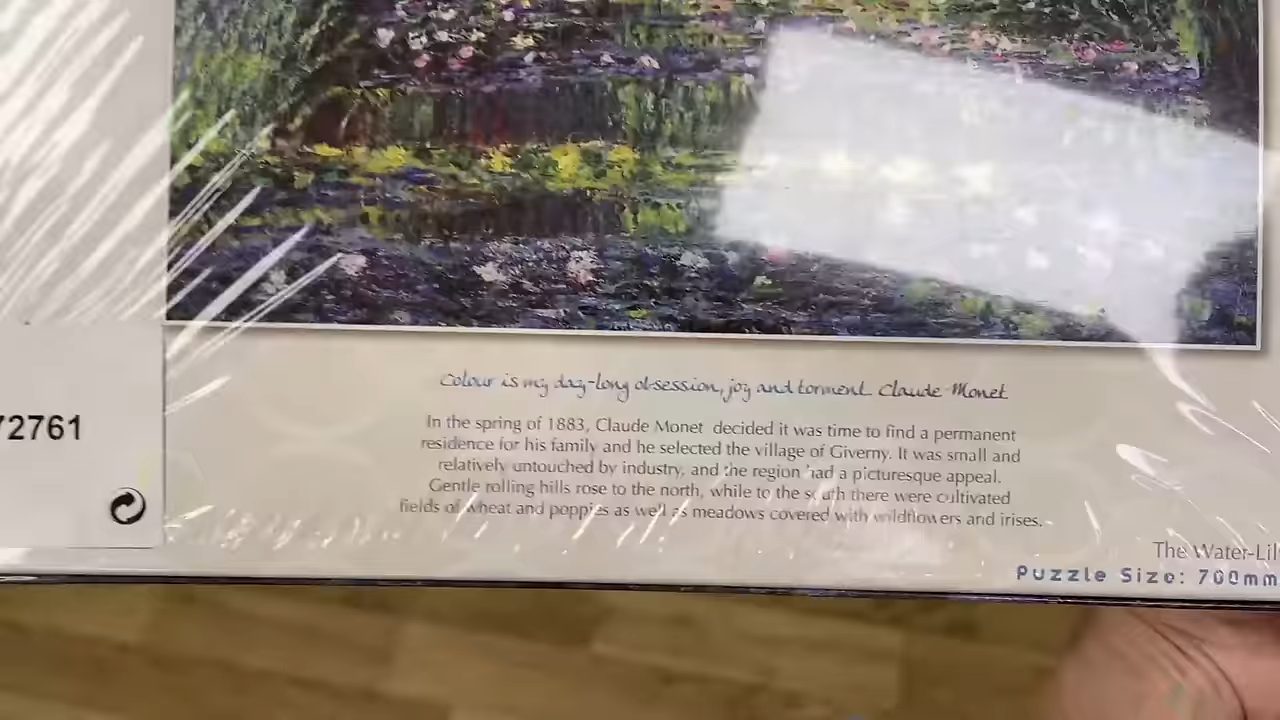 Colour is my day-long obsession, joy and torment. Claude Monet
In the spring of 1883, Claude Monet decided it was time to find a permanent
residence for his family and he selected the village of Giverny. It was small and
relatively untouched by industry, and the region had a picturesque appeal.
Gentle rolling hills rose to the north, while to the south there were cultivated
fields of wheat and poppies as well as meadows covered with wildflowers and irises.
72761
The Water-Lil
Puzzle Size: 700mm